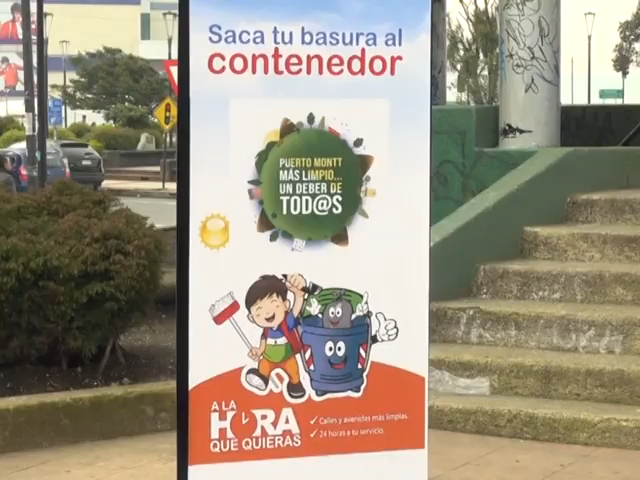 Saca tu basura al
contenedor
PUERTO MONTT
MÁS LIMPIO...
UN DEBER DE
TOD@S
A LA
HORA
QUE QUIERAS
✓ Calles y avenidas más limpias.
✓ 24 horas a tu servicio.